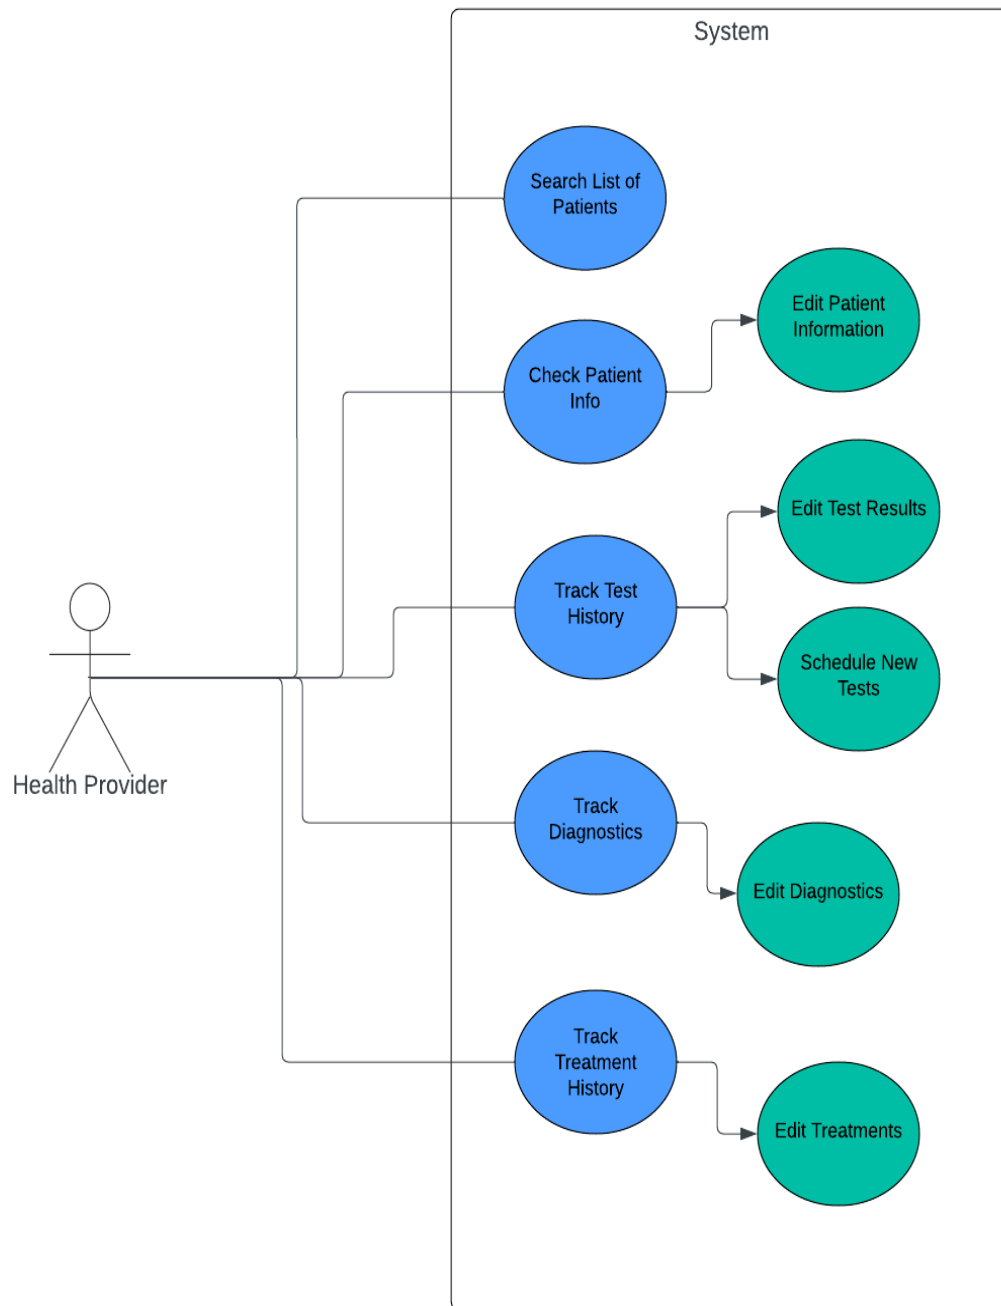 System
Search List of
Patients
Edit Patient
Information
Check Patient
Info
Edit Test Results
Track Test
History
Schedule New
Tests
Health Provider
Track
Diagnostics
Edit Diagnostics
Track
Treatment
History
Edit Treatments